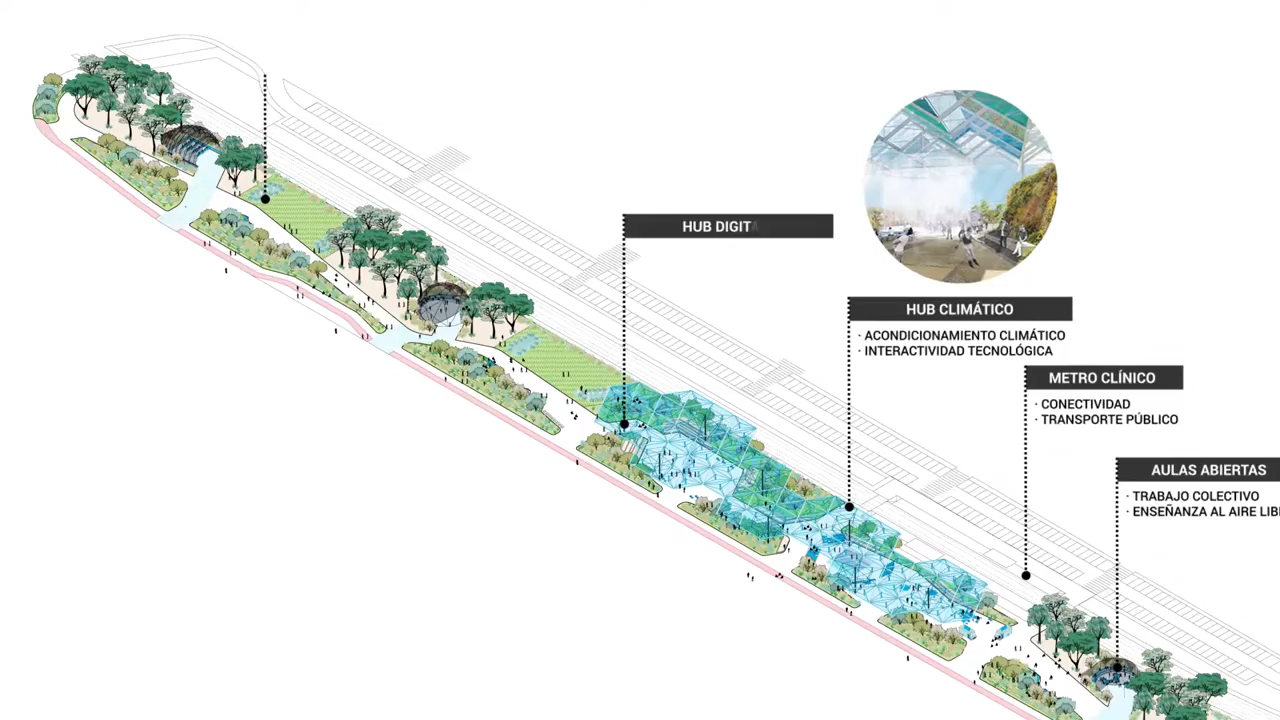 HUB DIGITA
HUB CLIMÁTICO
· ACONDICIONAMIENTO CLIMÁTICO
· INTERACTIVIDAD TECNOLÓGICA
METRO CLÍNICO
· CONECTIVIDAD
· TRANSPORTE PÚBLICO
AULAS ABIERTAS
· TRABAJO COLECTIVO
· ENSEÑANZA AL AIRE LIB